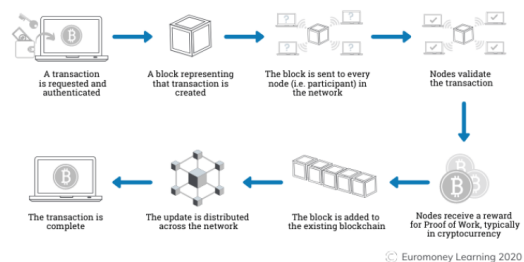 A transaction
is requested and
authenticated
A block representing
that transaction is
created
The block is sent to every
node (i.e. participant) in
the network
Nodes validate
the transaction
The transaction is
complete
The update is distributed
across the network
The block is added to
the existing blockchain
Nodes receive a reward
for Proof of Work, typically
in cryptocurrency
Euromoney Learning 2020